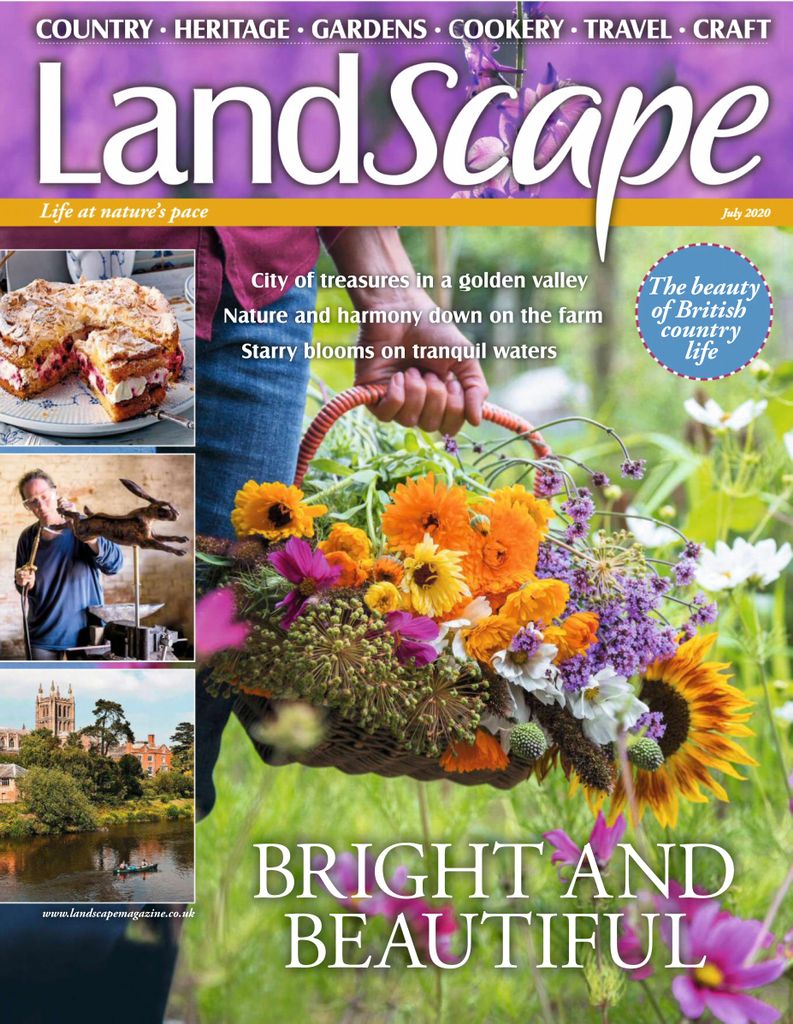 COUNTRY • HERITAGE • GARDENS • COOKERY • TRAVEL • CRAFT
LandScape
Life at nature's pace
July 2020
City of treasures in a golden valley
Nature and harmony down on the farm
Starry blooms on tranquil waters
The beauty
of British
country
life
BRIGHT AND
BEAUTIFUL
www.landscapemagazine.co.uk